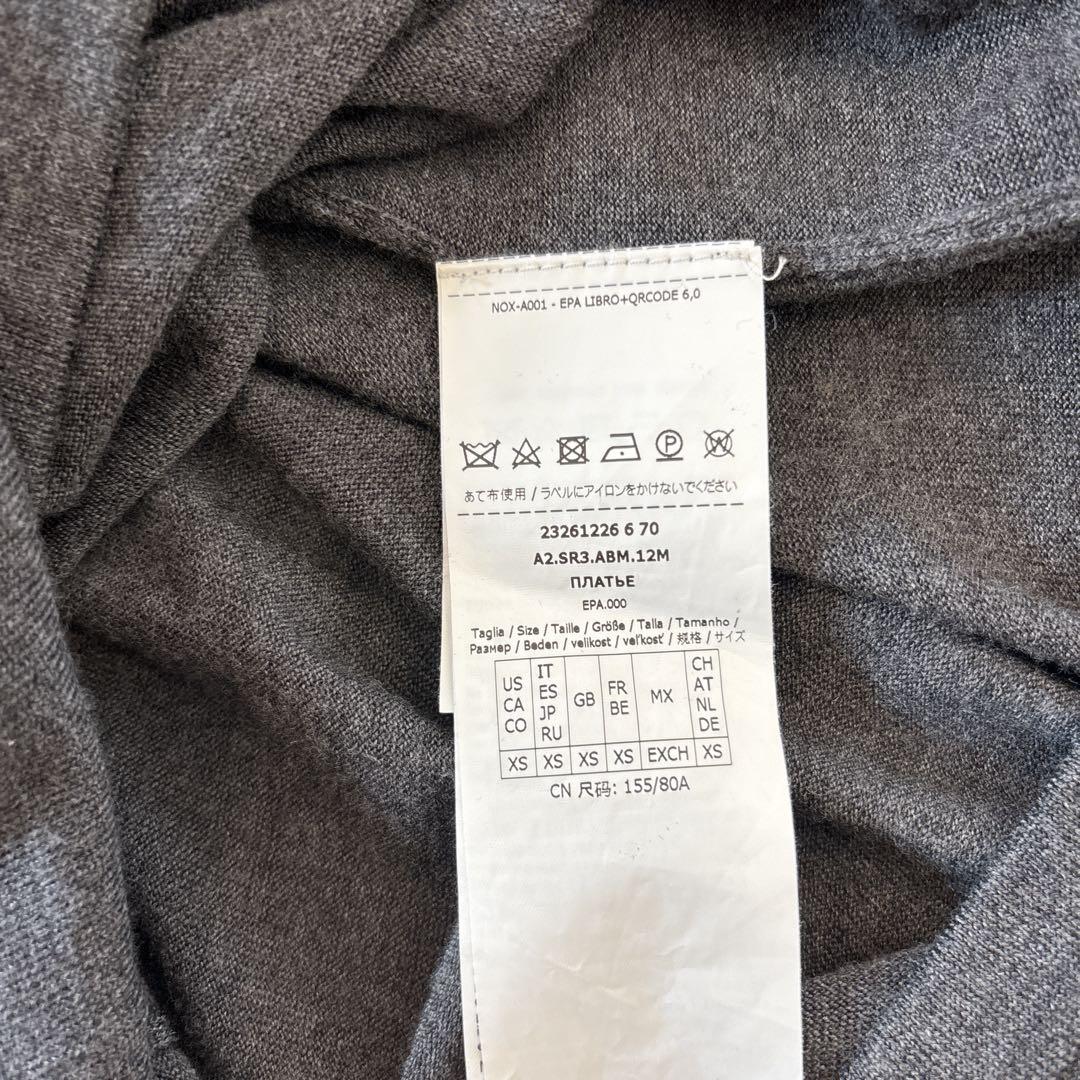 NOX-A001 - EPA LIBRO+QRCODE 6,0
P W
あて布使用 / ラベルにアイロンをかけないでください
23261226 6 70
A2.SR3.ABM.12M
ПЛАТЬЕ
EPA.000
Taglia / Size / Taille / Größe / Talla / Tamanho /
Размер / Beden / velikost / veľkosť / 规格 / サイズ
US CA CO
IT ES JP RU
GB
FR BE
MX
CH AT NL DE
XS XS XS XS EXCH XS
CN 尺码: 155/80A